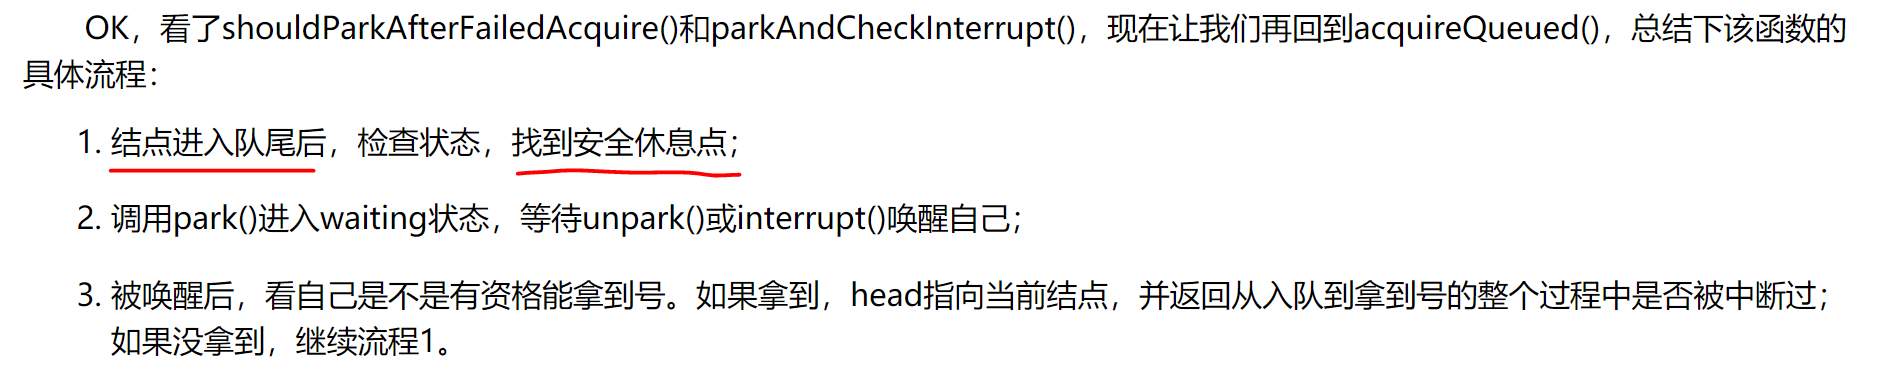 OK，看了shouldParkAfterFailedAcquire()和parkAndCheckInterrupt()，现在让我们再回到acquireQueued()，总结下该函数的
具体流程：
1. 结点进入队尾后，检查状态，找到安全休息点；
2. 调用park()进入waiting状态，等待unpark()或interrupt()唤醒自己；
3. 被唤醒后，看自己是不是有资格能拿到号。如果拿到，head指向当前结点，并返回从入队到拿到号的整个过程中是否被中断过；
如果没拿到，继续流程1。